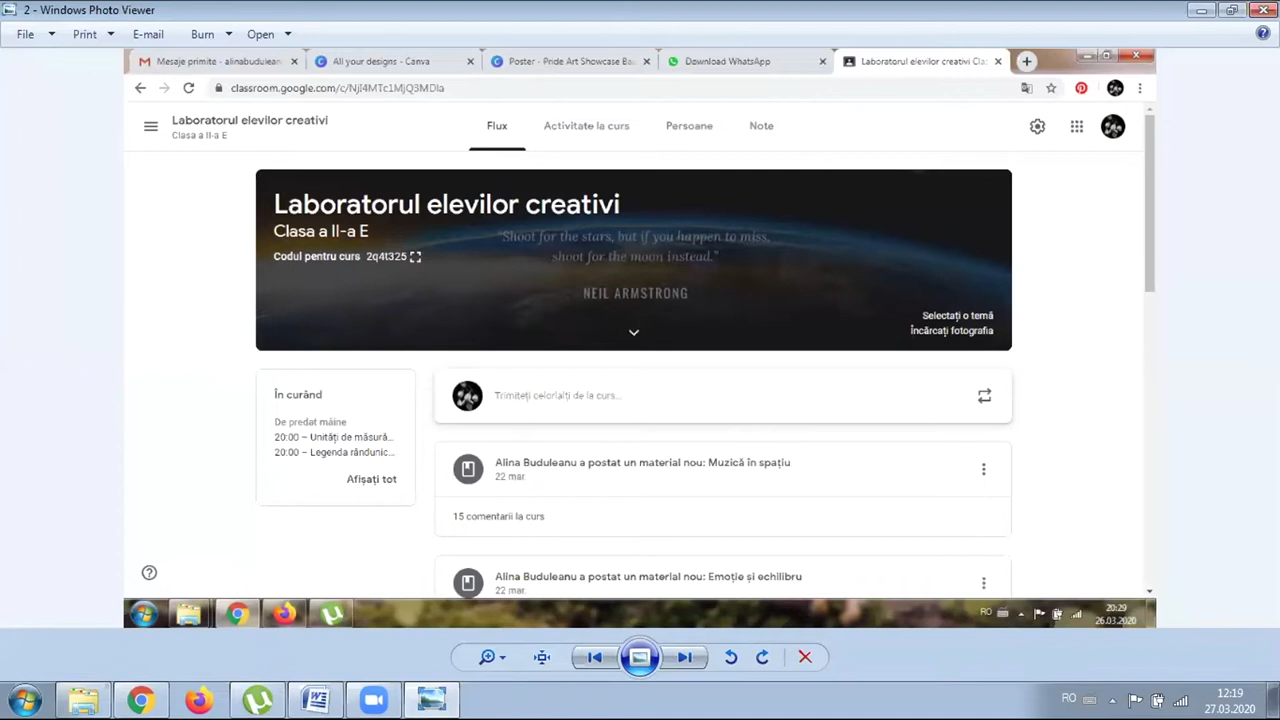 2 - Windows Photo Viewer
File Print E-mail Burn Open
Mesaje primite - alinabuduleanu
All your designs - Canva
Poster - Pride Art Showcase Ba
Download WhatsApp
Laboratorul elevilor creativi Cla
classroom.google.com/c/NjI4MTc1MjQ3MDla
Laboratorul elevilor creativi
Clasa a II-a E
Flux Activitate la curs Persoane Note
Laboratorul elevilor creativi
Clasa a II-a E
Codul pentru curs 2q4t325
"Shoot for the stars, but if you happen to miss,
shoot for the moon instead."
NEIL ARMSTRONG
Selectați o temă
Încărcați fotografia
În curând
De predat mâine
20:00 – Unități de măsură...
20:00 – Legenda rândunic...
Afișați tot
Trimiteți celorlalți de la curs...
Alina Buduleanu a postat un material nou: Muzică în spațiu
22 mar.
15 comentarii la curs
Alina Buduleanu a postat un material nou: Emoție și echilibru
22 mar.
RO
20:29
26.03.2020
RO
12:19
27.03.2020